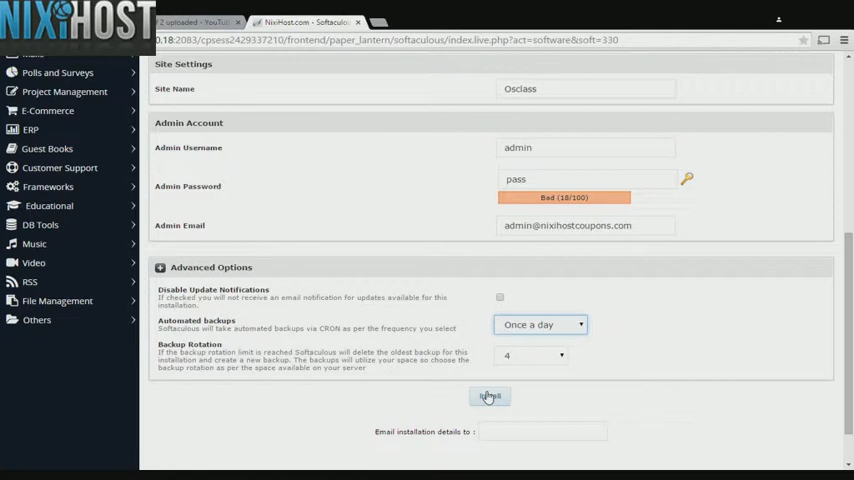 NIXIHOST
2 uploaded - YouTub
NixiHost.com - Softaculous
0.18:2083/cpsess2429337210/frontend/paper_lantern/softaculous/index.live.php?act=software&soft=330
Polls and Surveys
Project Management
E-Commerce
ERP
Guest Books
Customer Support
Frameworks
Educational
DB Tools
Music
Video
RSS
File Management
Others
Site Settings
Site Name
Osclass
Admin Account
Admin Username
admin
Admin Password
pass
Bad (18/100)
Admin Email
admin@nixihostcoupons.com
Advanced Options
Disable Update Notifications
If checked you will not receive an email notification for updates available for this
installation.
Automated backups
Softaculous will take automated backups via CRON as per the frequency you select
Once a day
Backup Rotation
If the backup rotation limit is reached Softaculous will delete the oldest backup for this
installation and create a new backup. The backups will utilize your space so choose the
backup rotation as per the space available on your server
4
Install
Email installation details to :